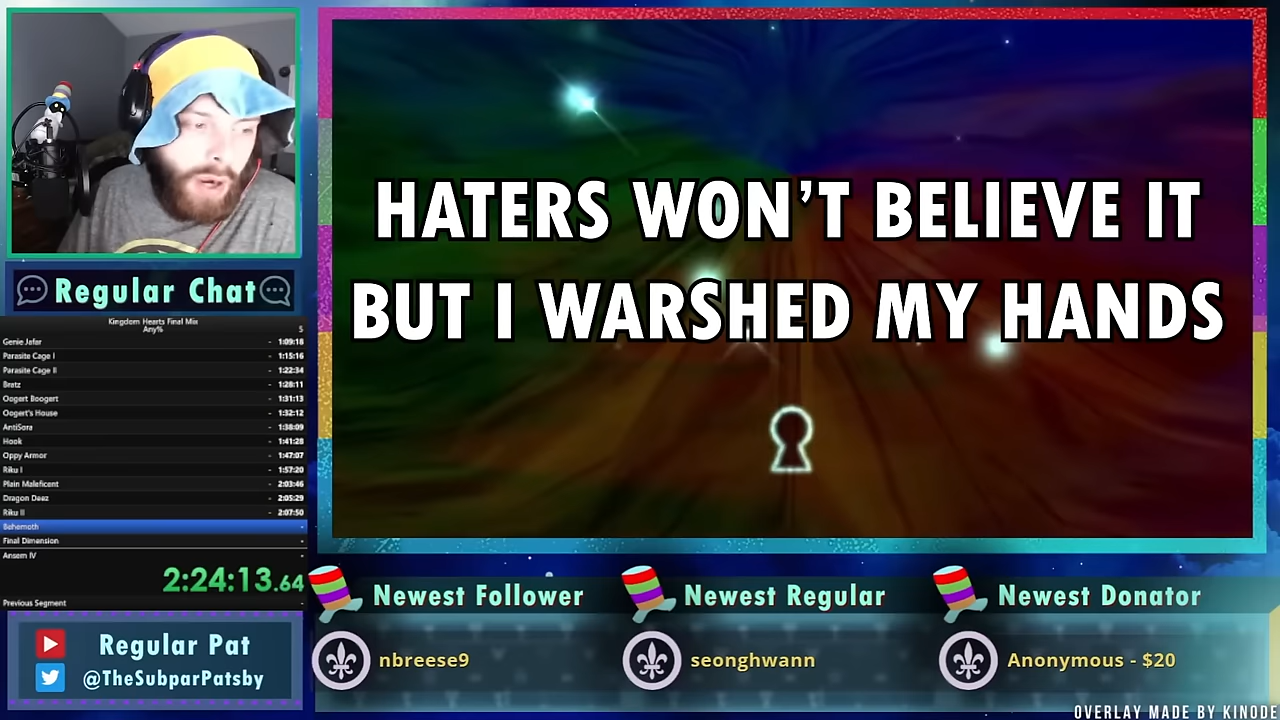 HATERS WON'T BELIEVE IT
BUT I WARSHED MY HANDS
Regular Chat
Kingdom Hearts Final Mix
Any%
5
Genie Jafar - 1:09:18
Parasite Cage I - 1:15:16
Parasite Cage II - 1:22:34
Bratz - 1:28:11
Oogert Boogert - 1:31:13
Oogert's House - 1:32:12
AntiSora - 1:38:09
Hook - 1:41:28
Oppy Armor - 1:47:07
Riku I - 1:57:20
Plain Maleficent - 2:03:46
Dragon Deez - 2:05:29
Riku II - 2:07:50
Behemoth -
Final Dimension -
Ansem IV -
2:24:13.64
Previous Segment -
Regular Pat
@TheSubparPatsby
Newest Follower
nbreese9
Newest Regular
seonghwann
Newest Donator
Anonymous - $20
OVERLAY MADE BY KINODE